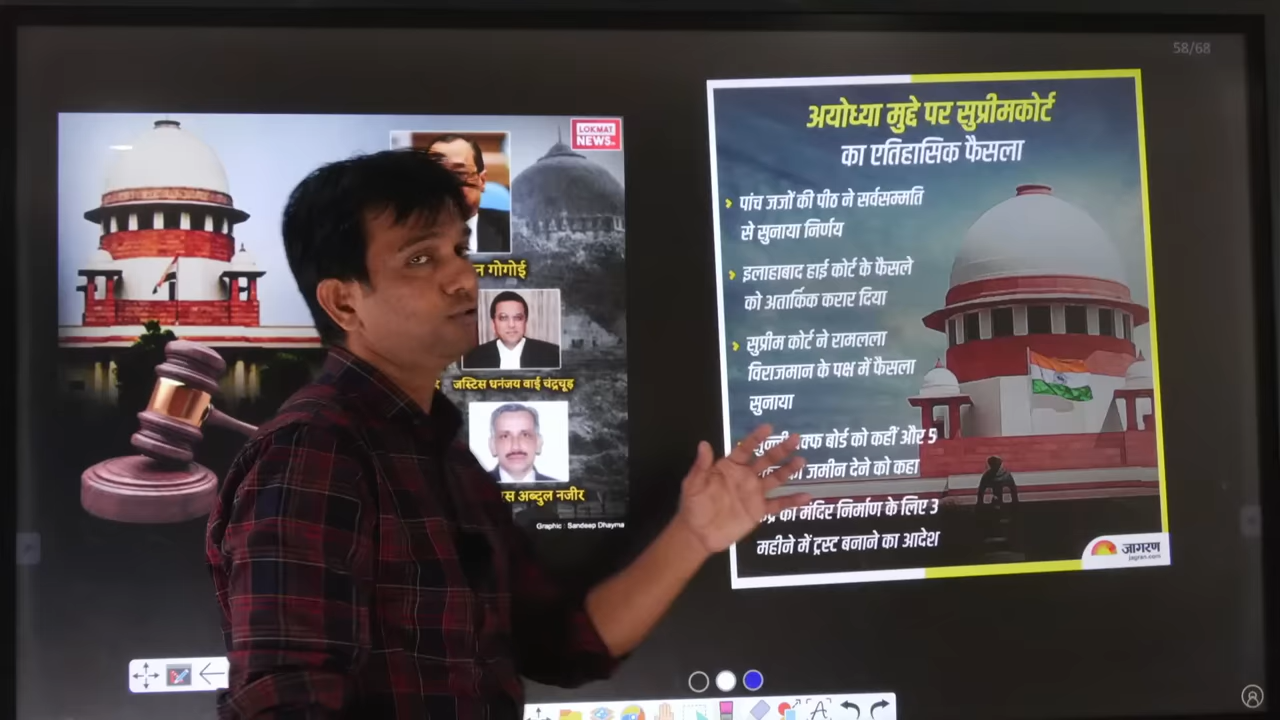 58/68
LOKMAT
NEWS
न गोगोई
जस्टिस धनंजय वाई चंद्रचूड़
स अब्दुल नजीर
Graphic : Sandeep Dhayma
अयोध्या मुद्दे पर सुप्रीमकोर्ट
का एतिहासिक फैसला
पांच जजों की पीठ ने सर्वसम्मति
से सुनाया निर्णय
इलाहाबाद हाई कोर्ट के फैसले
को अतार्किक करार दिया
सुप्रीम कोर्ट ने रामलला
विराजमान के पक्ष में फैसला
सुनाया
बोर्ड को कहीं और 5
जमीन देने को कहा
मंदिर निर्माण के लिए 3
महीने में ट्रस्ट बनाने का आदेश
जागरण
jagran.com